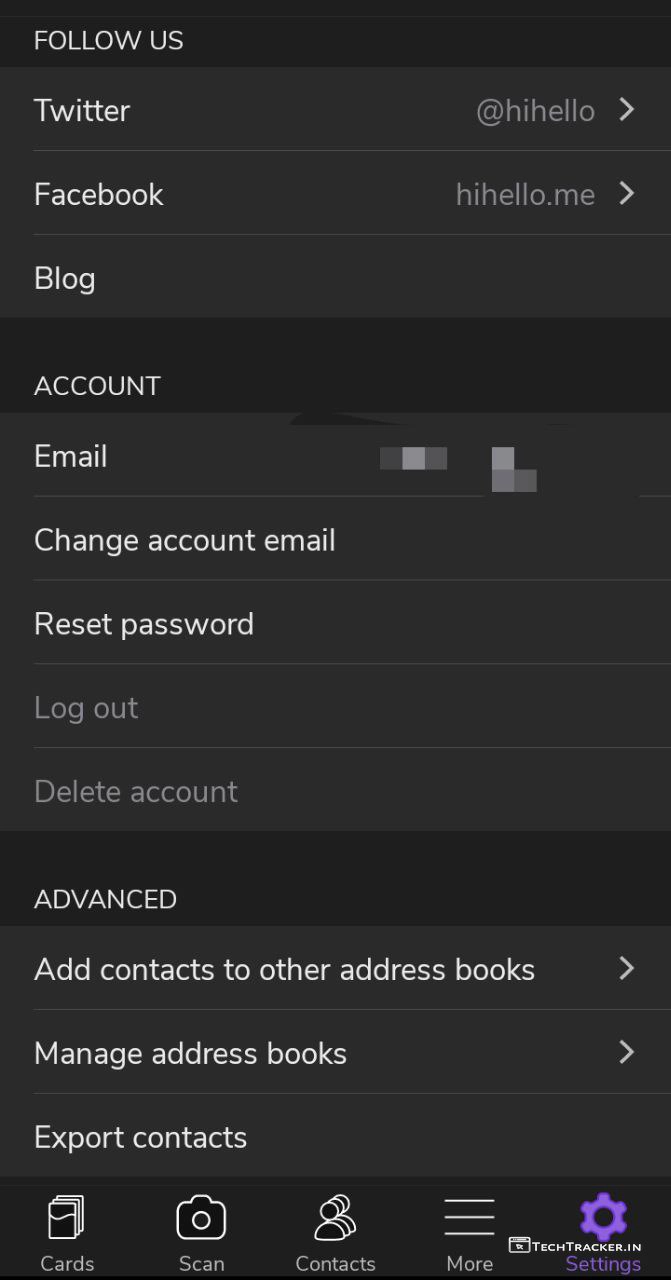 FOLLOW US
Twitter @hihello
Facebook hihello.me
Blog
ACCOUNT
Email
Change account email
Reset password
Log out
Delete account
ADVANCED
Add contacts to other address books
Manage address books
Export contacts
TECHTRACKER.IN
Cards Scan Contacts More Settings